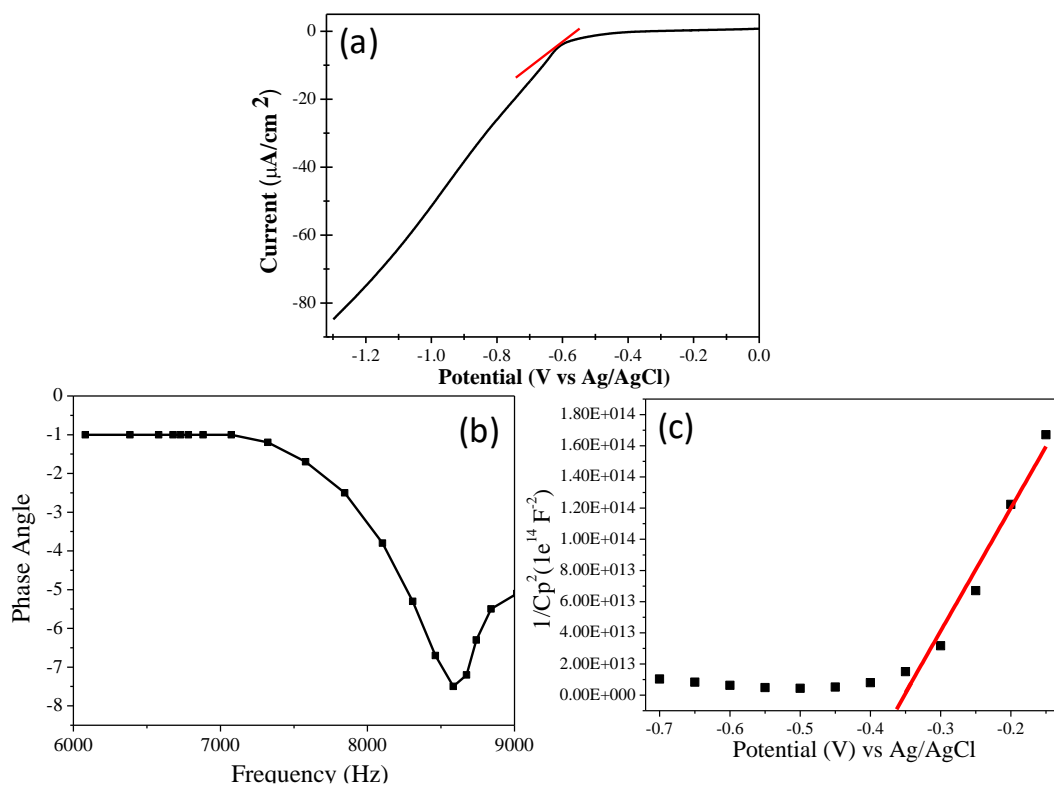 (a)
0
-20
-40
-60
-80
Current (μA/cm ²)
-1.2 -1.0 -0.8 -0.6 -0.4 -0.2 0.0
Potential (V vs Ag/AgCl)
(b)
0
-1
-2
-3
-4
-5
-6
-7
-8
Phase Angle
6000 7000 8000 9000
Frequency (Hz)
(c)
1.80E+014
1.60E+014
1.40E+014
1.20E+014
1.00E+014
8.00E+013
6.00E+013
4.00E+013
2.00E+013
0.00E+000
1/Cp² (1e¹⁴ F⁻²)
-0.7 -0.6 -0.5 -0.4 -0.3 -0.2
Potential (V) vs Ag/AgCl